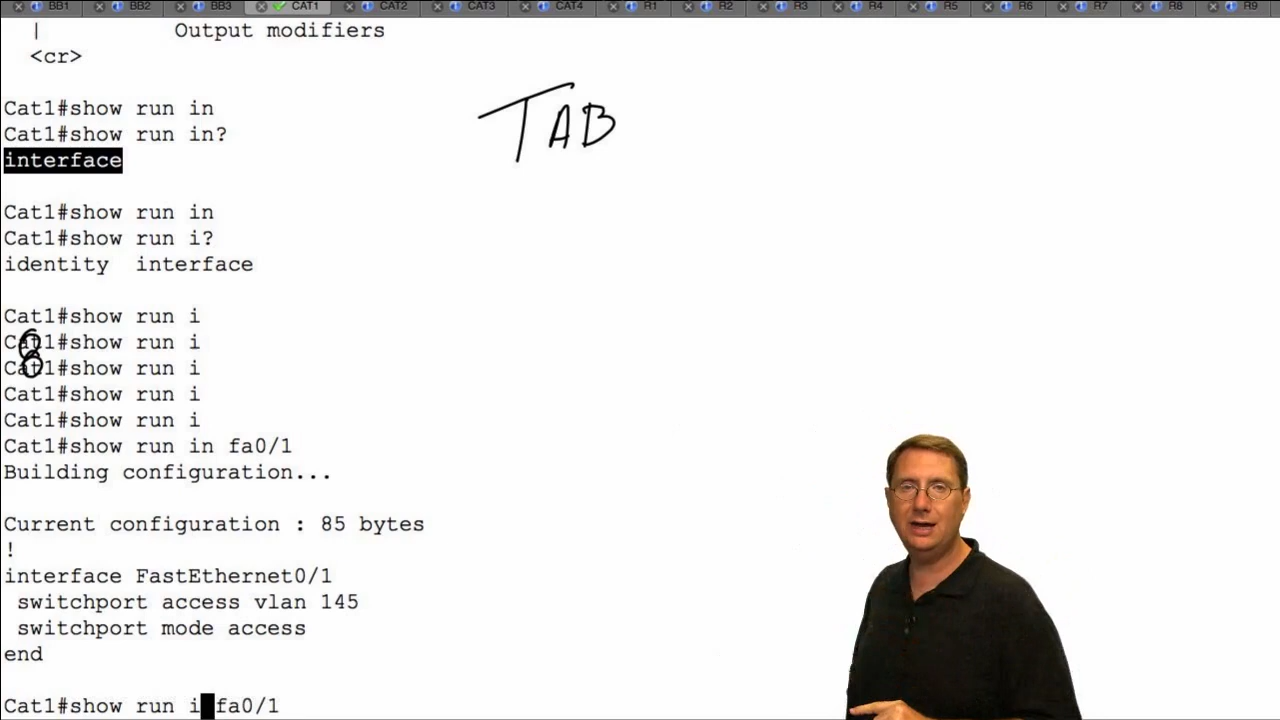 BB1 BB2 BB3 CAT1 CAT2 CAT3 CAT4 R1 R2 R3 R4 R5 R6 R7 R8 R9
| Output modifiers
<cr>
Cat1#show run in
Cat1#show run in?
interface
TAB
Cat1#show run in
Cat1#show run i?
identity interface
Cat1#show run i
Cat1#show run i
Cat1#show run i
Cat1#show run i
Cat1#show run i
8
Cat1#show run in fa0/1
Building configuration...
Current configuration : 85 bytes
!
interface FastEthernet0/1
switchport access vlan 145
switchport mode access
end
Cat1#show run i fa0/1